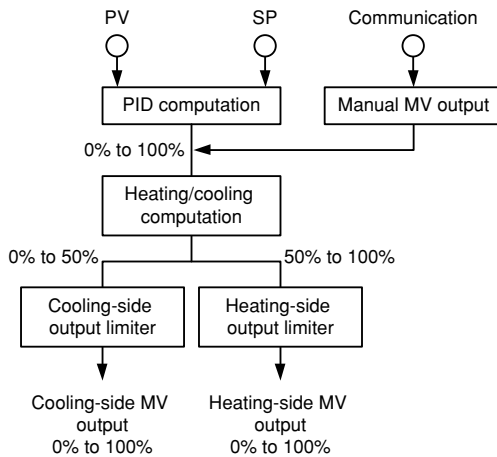 PV
SP
Communication
PID computation
Manual MV output
0% to 100%
Heating/cooling
computation
0% to 50%
50% to 100%
Cooling-side
output limiter
Heating-side
output limiter
Cooling-side MV
output
0% to 100%
Heating-side MV
output
0% to 100%